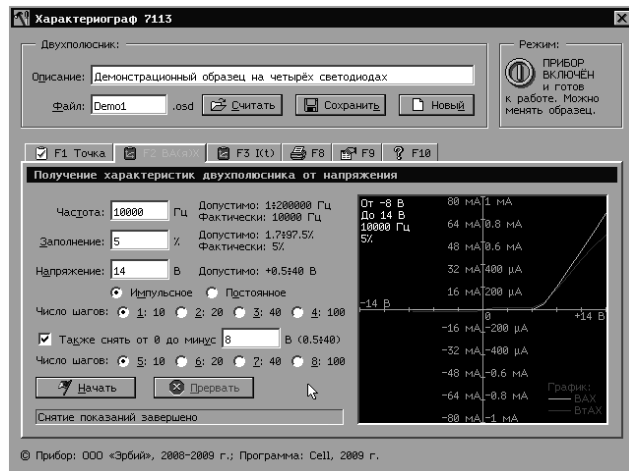 Характериограф 7113
Двухполюсник:
Описание: Демонстрационный образец на четырёх светодиодах
Файл: Demo1 .osd Считать Сохранить Новый
Режим:
ПРИБОР
ВКЛЮЧЁН
и готов
к работе. Можно
менять образец.
F1 Точка F2 ВА(я)Х F3 I(t) F8 F9 F10
Получение характеристик двухполюсника от напряжения
Частота: 10000 Гц Допустимо: 1÷200000 Гц
Фактически: 10000 Гц
Заполнение: 5 % Допустимо: 1.7÷97.5%
Фактически: 5%
Напряжение: 14 В Допустимо: +0.5÷40 В
Импульсное Постоянное
Число шагов: 1: 10 2: 20 3: 40 4: 100
Также снять от 0 до минус 8 В (0.5÷40)
Число шагов: 5: 10 6: 20 7: 40 8: 100
Начать Прервать
Снятие показаний завершено
От -8 В
До 14 В
10000 Гц
5%
80 мА 1 мА
64 мА 0.8 мА
48 мА 0.6 мА
32 мА 400 µА
16 мА 200 µА
-14 В 0 +14 В
-16 мА -200 µА
-32 мА -400 µА
-48 мА -0.6 мА
-64 мА -0.8 мА
-80 мА -1 мА
График:
ВАХ
ВтАХ
© Прибор: ООО «Эрбий», 2008-2009 г.; Программа: Cell, 2009 г.